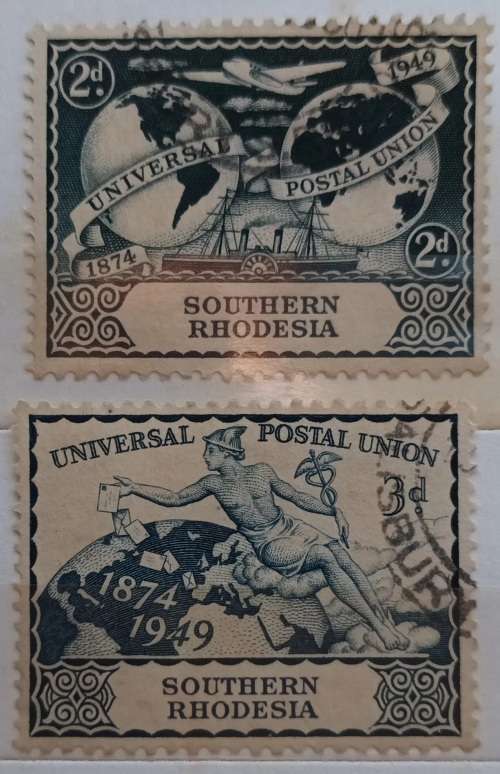 2d
1949
UNIVERSAL POSTAL UNION
1874
2d
SOUTHERN
RHODESIA
UNIVERSAL POSTAL UNION
3d
1874
1949
SOUTHERN
RHODESIA